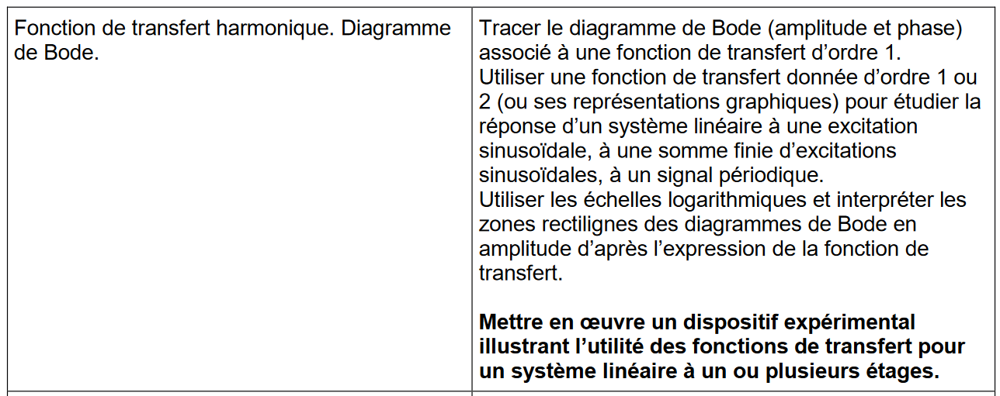 Fonction de transfert harmonique. Diagramme
de Bode.
Tracer le diagramme de Bode (amplitude et phase)
associé à une fonction de transfert d’ordre 1.
Utiliser une fonction de transfert donnée d’ordre 1 ou
2 (ou ses représentations graphiques) pour étudier la
réponse d’un système linéaire à une excitation
sinusoïdale, à une somme finie d’excitations
sinusoïdales, à un signal périodique.
Utiliser les échelles logarithmiques et interpréter les
zones rectilignes des diagrammes de Bode en
amplitude d’après l’expression de la fonction de
transfert.
Mettre en œuvre un dispositif expérimental
illustrant l’utilité des fonctions de transfert pour
un système linéaire à un ou plusieurs étages.